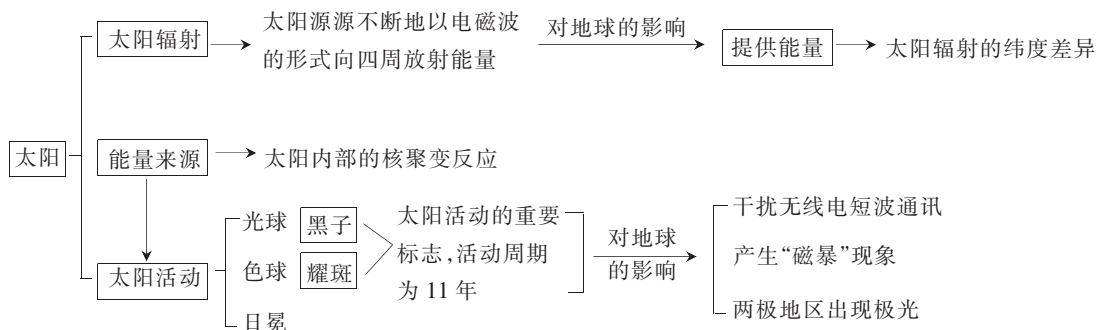 太阳
太阳辐射
太阳源源不断地以电磁波
的形式向四周放射能量
对地球的影响
提供能量
太阳辐射的纬度差异
能量来源
太阳内部的核聚变反应
太阳活动
光球
黑子
色球
耀斑
日冕
太阳活动的重要
标志,活动周期
为 11 年
对地球
的影响
干扰无线电短波通讯
产生“磁暴”现象
两极地区出现极光